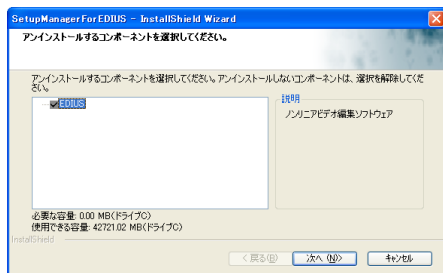 SetupManagerForEDIUS - InstallShield Wizard
アンインストールするコンポーネントを選択してください。
アンインストールするコンポーネントを選択してください。アンインストールしないコンポーネントは、選択を解除してくだ
さい。
EDIUS
説明
ノンリニアビデオ編集ソフトウェア
必要な容量: 0.00 MB(ドライブC)
使用できる容量: 42721.02 MB(ドライブC)
InstallShield
< 戻る(B)
次へ (N)>
キャンセル